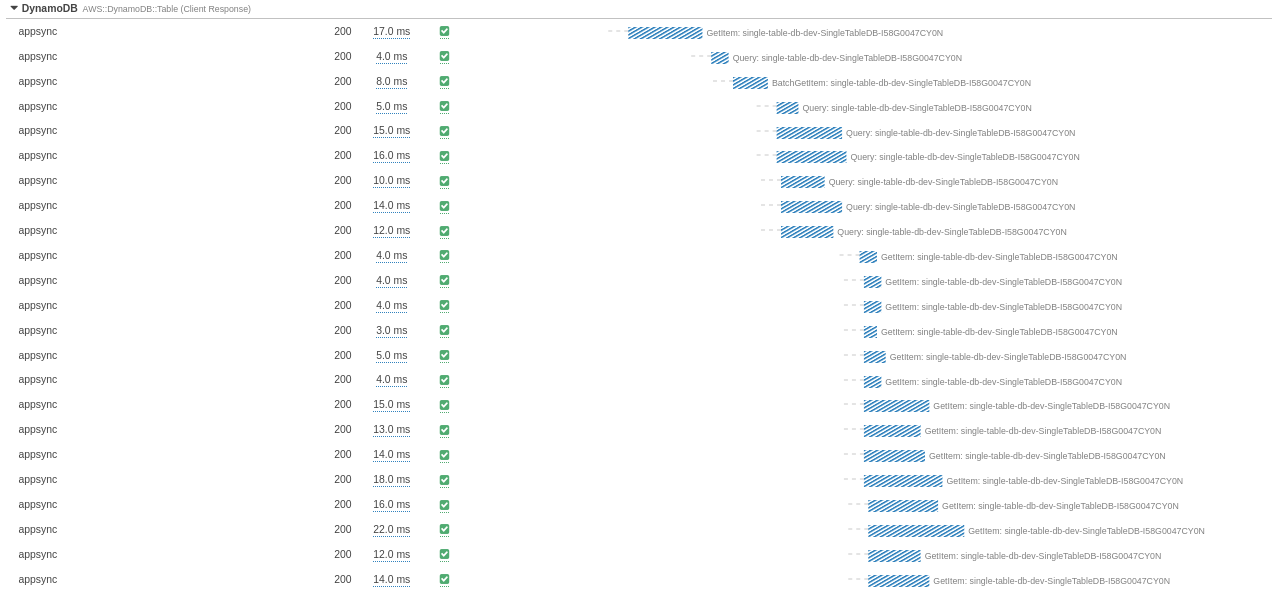 DynamoDB AWS::DynamoDB::Table (Client Response)
appsync 200 17.0 ms GetItem: single-table-db-dev-SingleTableDB-I58G0047CY0N
appsync 200 4.0 ms Query: single-table-db-dev-SingleTableDB-I58G0047CY0N
appsync 200 8.0 ms BatchGetItem: single-table-db-dev-SingleTableDB-I58G0047CY0N
appsync 200 5.0 ms Query: single-table-db-dev-SingleTableDB-I58G0047CY0N
appsync 200 15.0 ms Query: single-table-db-dev-SingleTableDB-I58G0047CY0N
appsync 200 16.0 ms Query: single-table-db-dev-SingleTableDB-I58G0047CY0N
appsync 200 10.0 ms Query: single-table-db-dev-SingleTableDB-I58G0047CY0N
appsync 200 14.0 ms Query: single-table-db-dev-SingleTableDB-I58G0047CY0N
appsync 200 12.0 ms Query: single-table-db-dev-SingleTableDB-I58G0047CY0N
appsync 200 4.0 ms GetItem: single-table-db-dev-SingleTableDB-I58G0047CY0N
appsync 200 4.0 ms GetItem: single-table-db-dev-SingleTableDB-I58G0047CY0N
appsync 200 4.0 ms GetItem: single-table-db-dev-SingleTableDB-I58G0047CY0N
appsync 200 3.0 ms GetItem: single-table-db-dev-SingleTableDB-I58G0047CY0N
appsync 200 5.0 ms GetItem: single-table-db-dev-SingleTableDB-I58G0047CY0N
appsync 200 4.0 ms GetItem: single-table-db-dev-SingleTableDB-I58G0047CY0N
appsync 200 15.0 ms GetItem: single-table-db-dev-SingleTableDB-I58G0047CY0N
appsync 200 13.0 ms GetItem: single-table-db-dev-SingleTableDB-I58G0047CY0N
appsync 200 14.0 ms GetItem: single-table-db-dev-SingleTableDB-I58G0047CY0N
appsync 200 18.0 ms GetItem: single-table-db-dev-SingleTableDB-I58G0047CY0N
appsync 200 16.0 ms GetItem: single-table-db-dev-SingleTableDB-I58G0047CY0N
appsync 200 22.0 ms GetItem: single-table-db-dev-SingleTableDB-I58G0047CY0N
appsync 200 12.0 ms GetItem: single-table-db-dev-SingleTableDB-I58G0047CY0N
appsync 200 14.0 ms GetItem: single-table-db-dev-SingleTableDB-I58G0047CY0N